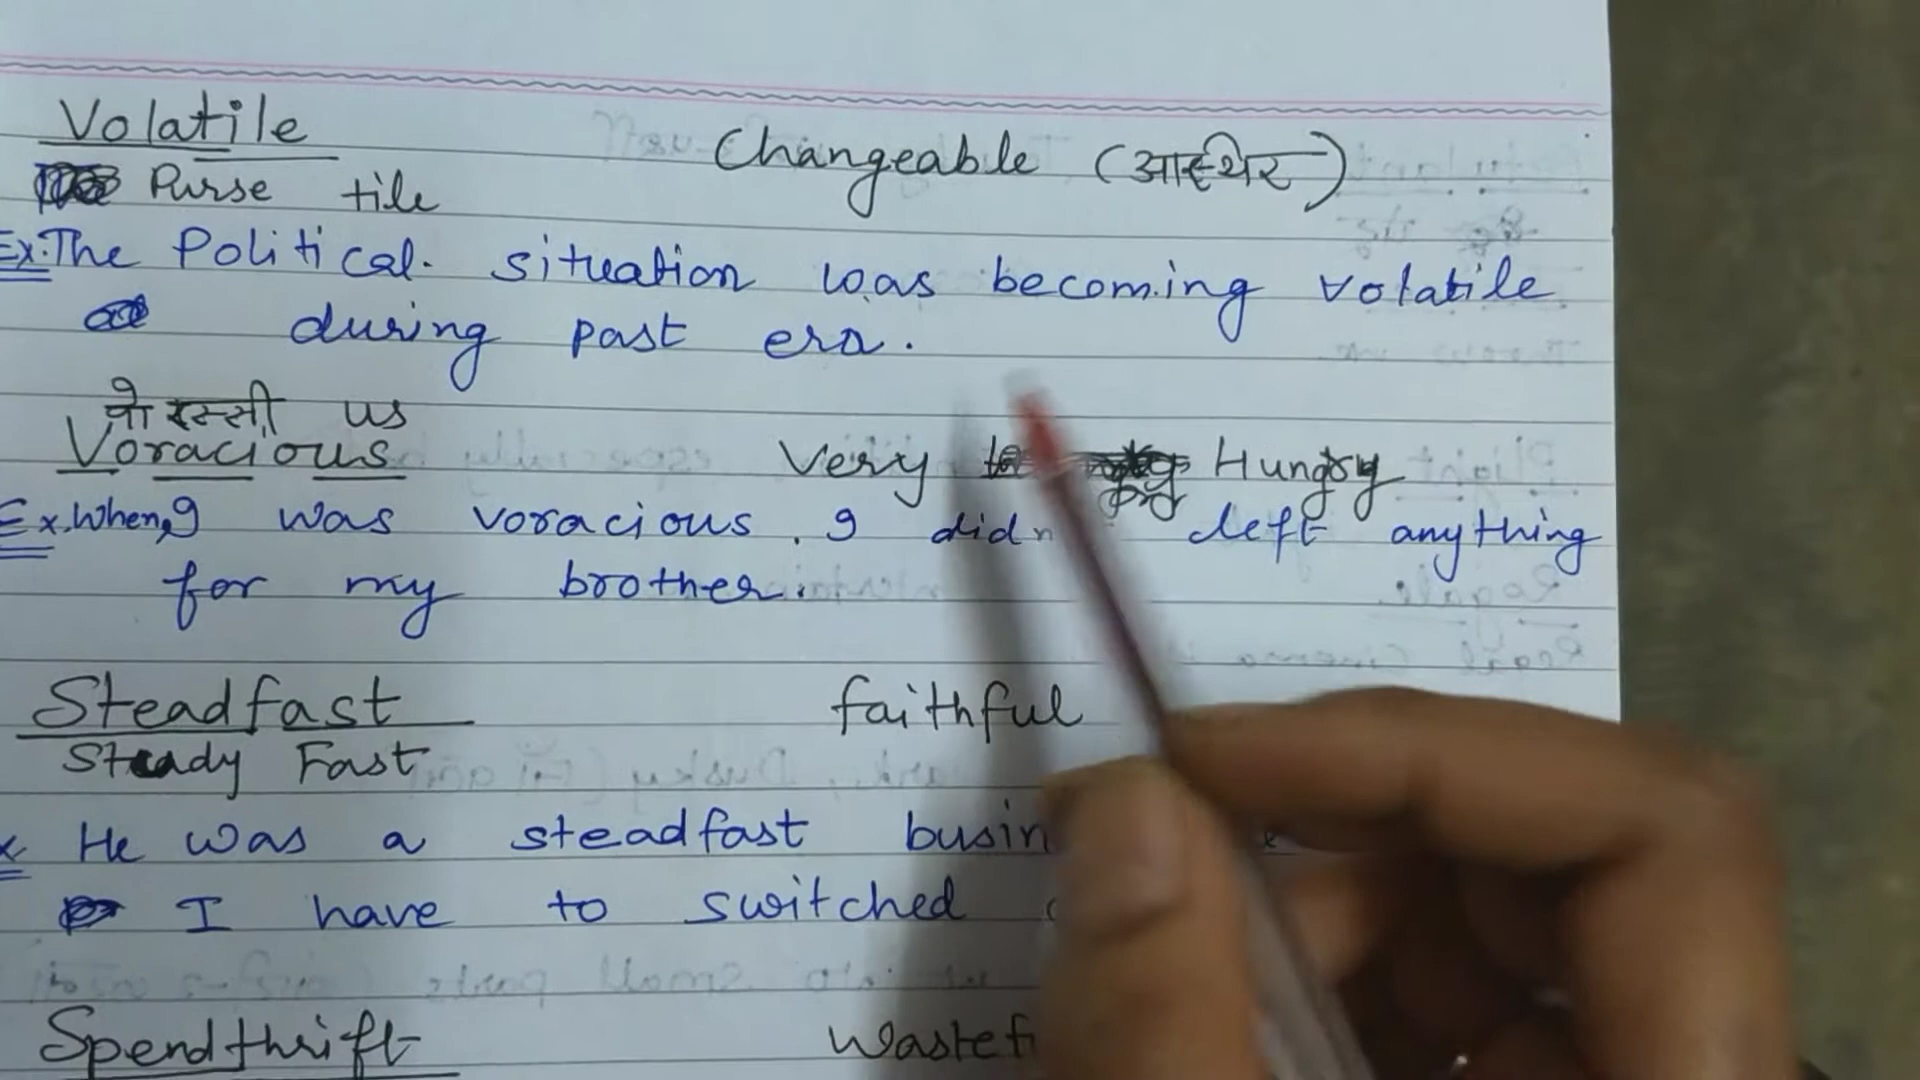 Volatile Changeable (अस्थिर)
Purse tile
Ex. The Political. situation was becoming volatile
during past era.
वो रस्सी us
Voracious Very Hungry
Ex. When I was voracious. I didn left anything
for my brother.
Steadfast faithful
Steady Fast
He was a steadfast busin
I have to switched
Spendthrift Wastef